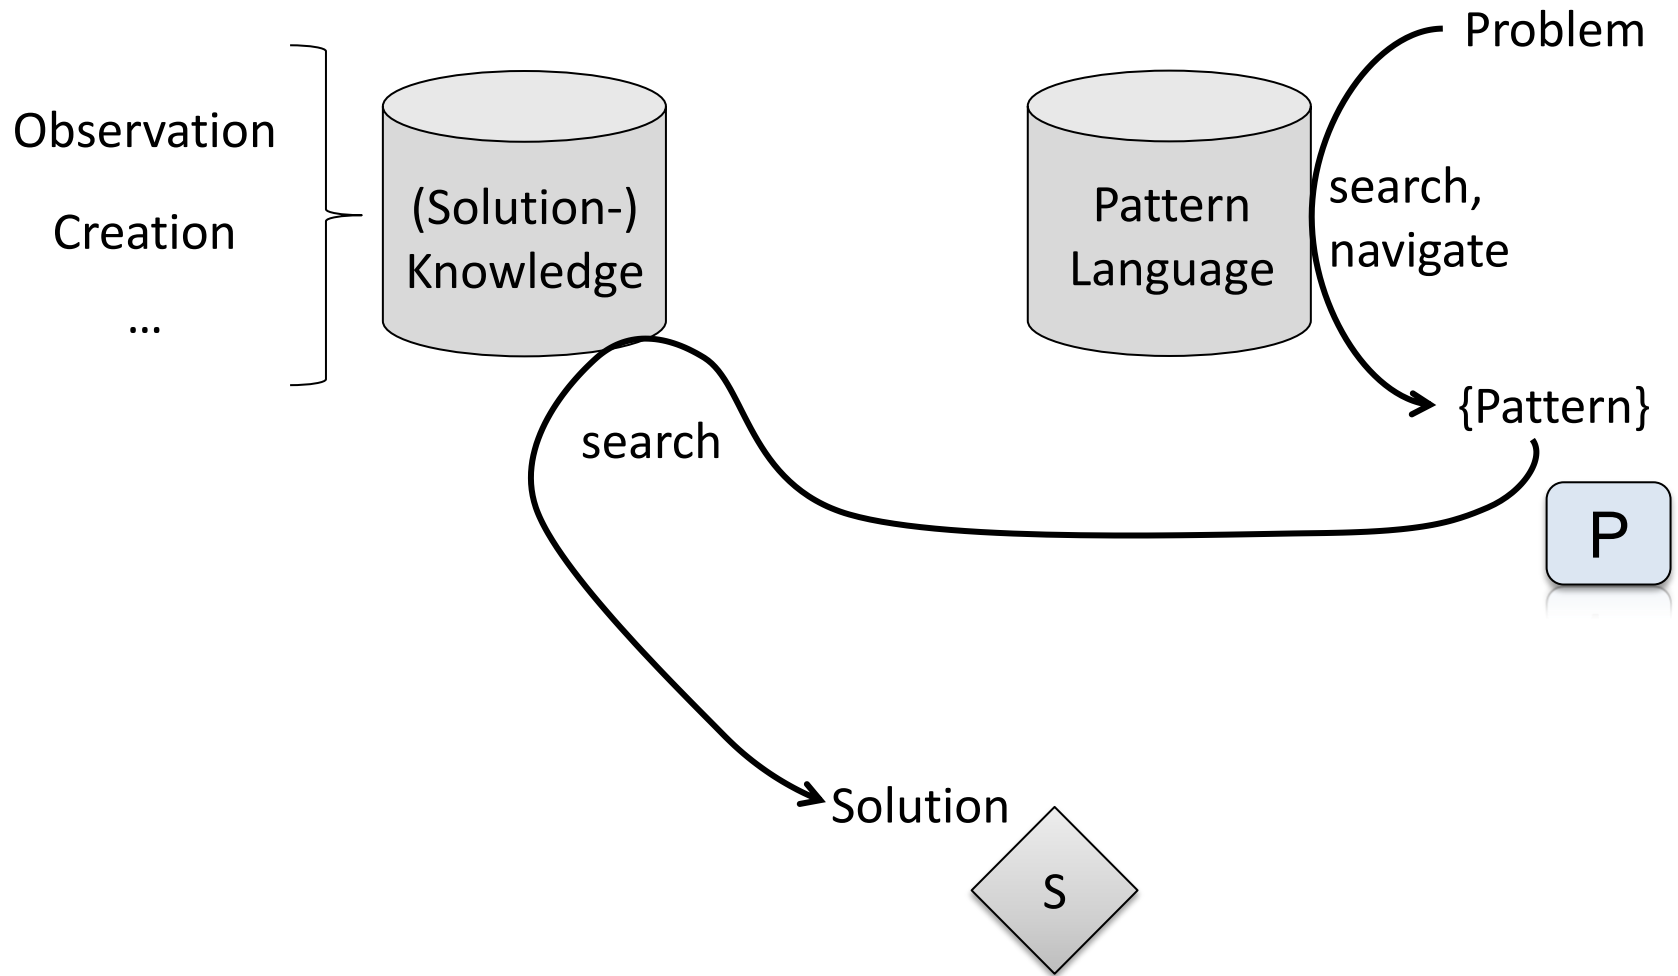 Problem
Observation
Creation
...
(Solution-)
Knowledge
Pattern
Language
search,
navigate
{Pattern}
search
P
Solution
S